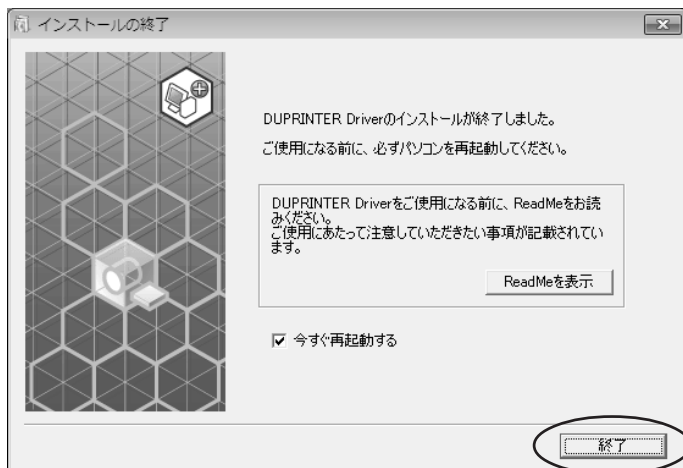 インストールの終了
DUPRINTER Driverのインストールが終了しました。
ご使用になる前に、必ずパソコンを再起動してください。
DUPRINTER Driverをご使用になる前に、ReadMeをお読
みください。
ご使用にあたって注意していただきたい事項が記載されてい
ます。
ReadMeを表示
今すぐ再起動する
終了